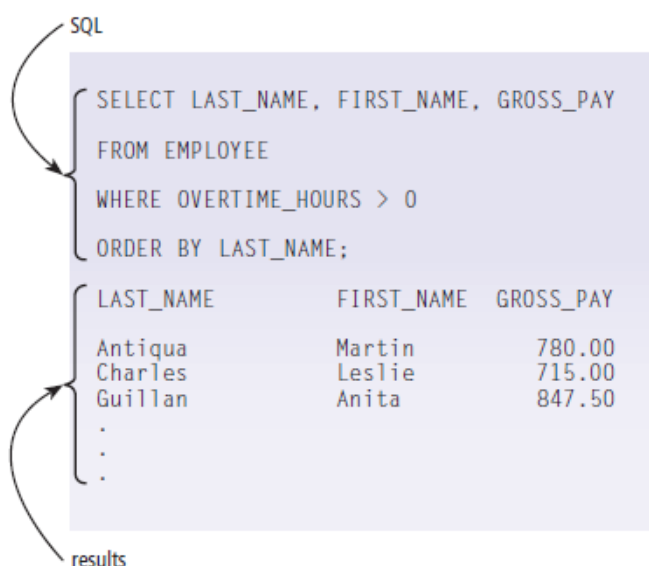 SQL
SELECT LAST_NAME, FIRST_NAME, GROSS_PAY
FROM EMPLOYEE
WHERE OVERTIME_HOURS > 0
ORDER BY LAST_NAME;
LAST_NAME FIRST_NAME GROSS_PAY
Antiqua Martin 780.00
Charles Leslie 715.00
Guillan Anita 847.50
.
.
.
results